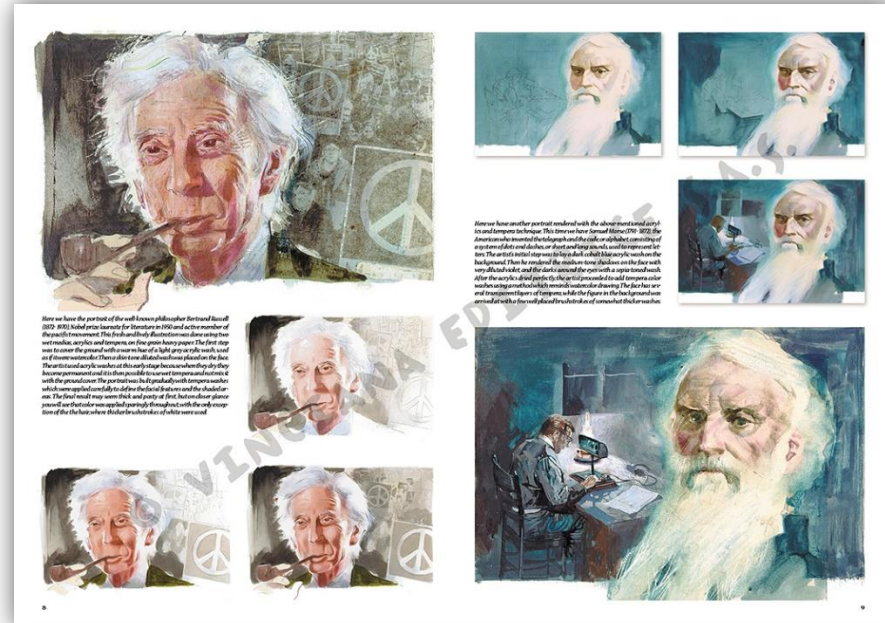 Here we have the portrait of the well-known philosopher Bertrand Russell
(1872- 1970), Nobel prize laureate for literature in 1950 and active member of
the pacifist movement. This fresh and lively illustration was done using two
wet medias, acrylics and tempera, on fine grain heavy paper. The first step
was to cover the ground with a warm hue of a light grey acrylic wash, used
as if it were watercolor. Then a skin tone diluted wash was placed on the face.
The artist used acrylic washes at this early stage because when they dry they
become permanent and it is then possible to use wet tempera and not mix it
with the ground cover. The portrait was built gradually with tempera washes
which were applied carefully to define the facial features and the shaded ar-
eas. The final result may seem thick and pasty at first, but on closer glance
you will see that color was applied sparingly throughout, with the only excep-
tion of the the hair, where thicker brushstrokes of white were used.
8
Here we have another portrait rendered with the above mentioned acryl-
ics and tempera technique. This time we have Samuel Morse (1791- 1872), the
American who invented the telegraph and the code or alphabet, consisting of
a system of dots and dashes, or short and long sounds, used to represent let-
ters. The artist's initial step was to lay a dark cobalt blue acrylic wash on the
background. Then he rendered the medium-tone shadows on the face with
very diluted violet, and the darks around the eyes with a sepia toned wash.
After the acrylics dried perfectly, the artist proceeded to add tempera color
washes using a method which reminds watercolor drawing. The face has sev-
eral transparent layers of tempera, while the figure in the background was
arrived at with a few well placed brushstrokes of somewhat thicker washes
9
© VINCIANA EDITRICE S.A.S.